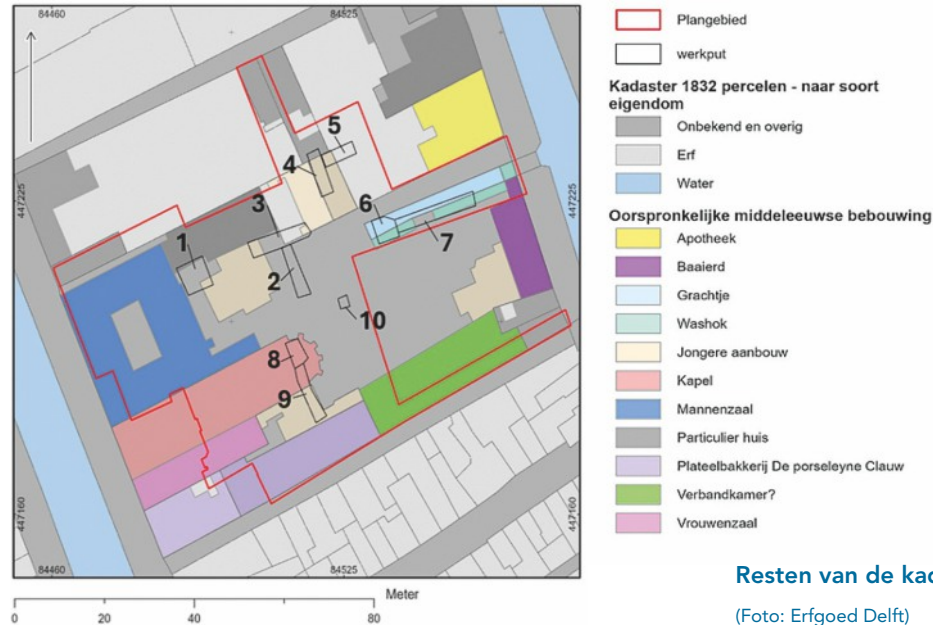 84460
84525
447225
447225
447160
447160
84460
84525
1
2
3
4
5
6
7
8
9
10
Meter
0
20
40
80
Plangebied
werkput
Kadaster 1832 percelen - naar soort
eigendom
Onbekend en overig
Erf
Water
Oorspronkelijke middeleeuwse bebouwing
Apotheek
Baaierd
Grachtje
Washok
Jongere aanbouw
Kapel
Mannenzaal
Particulier huis
Plateelbakkerij De porseleyne Clauw
Verbandkamer?
Vrouwenzaal
Resten van de
(Foto: Erfgoed Delft)